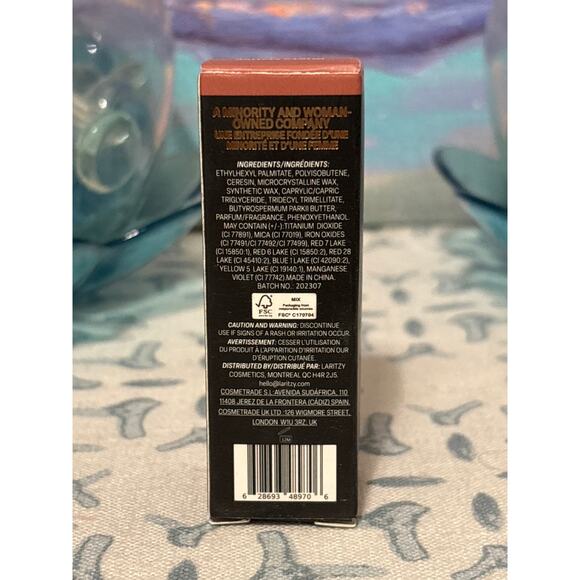 A MINORITY AND WOMAN-
OWNED COMPANY
UNE ENTREPRISE FONDÉE D'UNE
MINORITÉ ET D'UNE FEMME
INGREDIENTS/INGRÉDIENTS:
ETHYLHEXYL PALMITATE, POLYISOBUTENE,
CERESIN, MICROCRYSTALLINE WAX,
SYNTHETIC WAX, CAPRYLIC/CAPRIC
TRIGLYCERIDE, TRIDECYL TRIMELLITATE,
BUTYROSPERMUM PARKII BUTTER,
PARFUM/FRAGRANCE, PHENOXYETHANOL.
MAY CONTAIN (+/-):TITANIUM DIOXIDE
(CI 77891), MICA (CI 77019), IRON OXIDES
(CI 77491/CI 77492/CI 77499), RED 7 LAKE
(CI 15850:1), RED 6 LAKE (CI 15850:2), RED 28
LAKE (CI 45410:2), BLUE 1 LAKE (CI 42090:2),
YELLOW 5 LAKE (CI 19140:1), MANGANESE
VIOLET (CI 77742).MADE IN CHINA.
BATCH NO.: 202307
FSC
MIX
Packaging from
responsible sources
FSC® C170704
CAUTION AND WARNING: DISCONTINUE
USE IF SIGNS OF A RASH OR IRRITATION OCCUR.
AVERTISSEMENT: CESSER L'UTILISATION
DU PRODUIT À L'APPARITION D'IRRITATION OU
D'ÉRUPTION CUTANÉE.
DISTRIBUTED BY/DISTRIBUÉ PAR: LARITZY
COSMETICS, MONTREAL QC H4R 2J5.
hello@laritzy.com
COSMETRADE S.L:AVENIDA SUDÁFRICA, 110
11408 JEREZ DE LA FRONTERA (CÁDIZ) SPAIN.
COSMETRADE UK LTD.:126 WIGMORE STREET,
LONDON W1U 3RZ, UK
12M
6 28693 48970 6